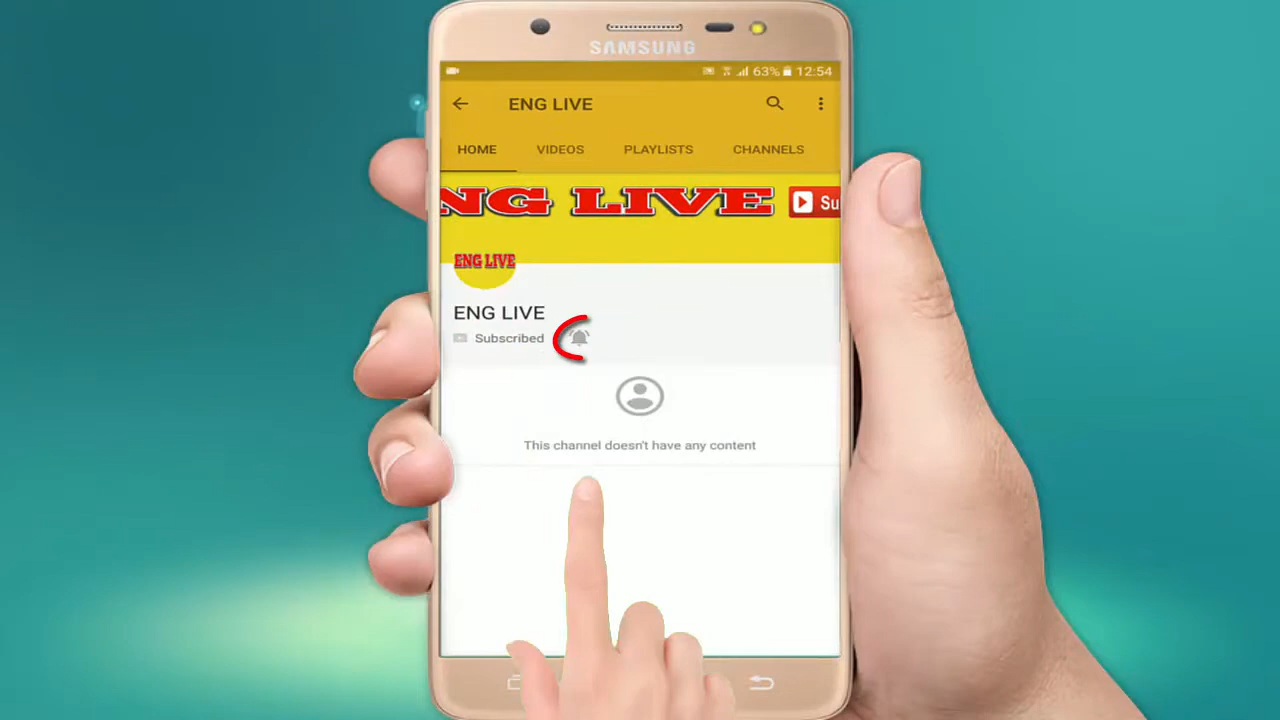 SAMSUNG
63% 12:54
ENG LIVE
HOME VIDEOS PLAYLISTS CHANNELS
NG LIVE Su
ENG LIVE
ENG LIVE
Subscribed
This channel doesn't have any content